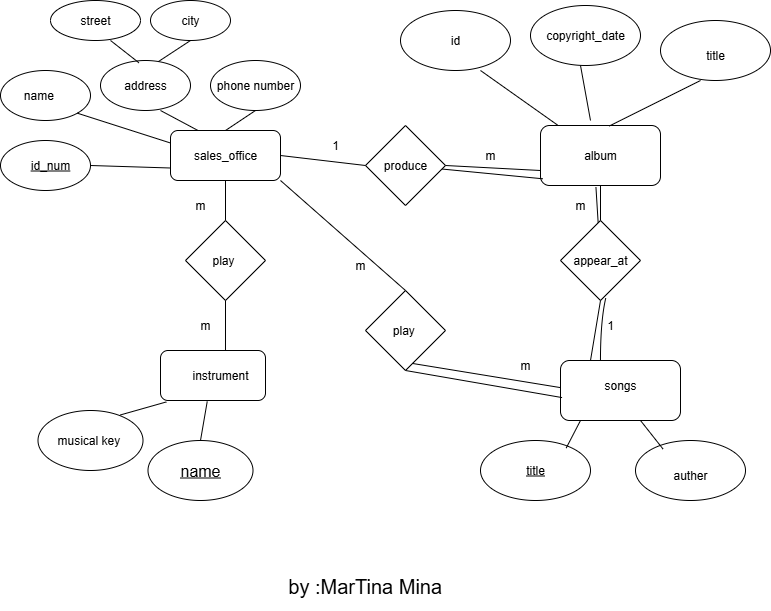 street
city
id
copyright_date
title
name
address
phone number
id_num
sales_office
1
produce
m
album
m
play
m
appear_at
m
play
1
m
instrument
m
songs
musical key
name
title
auther
by :MarTina Mina